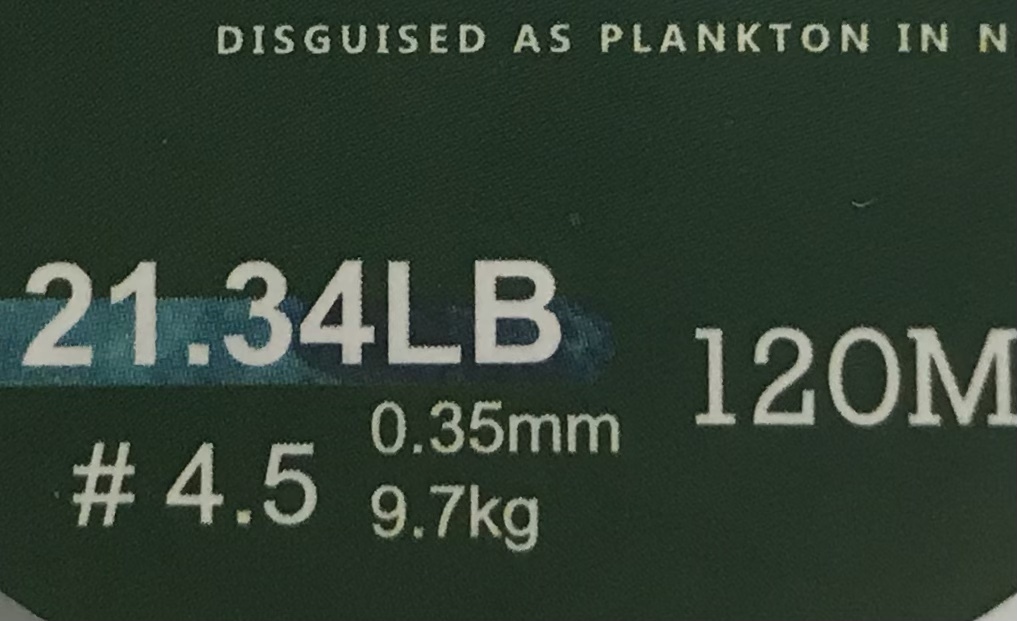 DISGUISED AS PLANKTON IN
21.34LB
120M
0.35mm
# 4.5
9.7kg